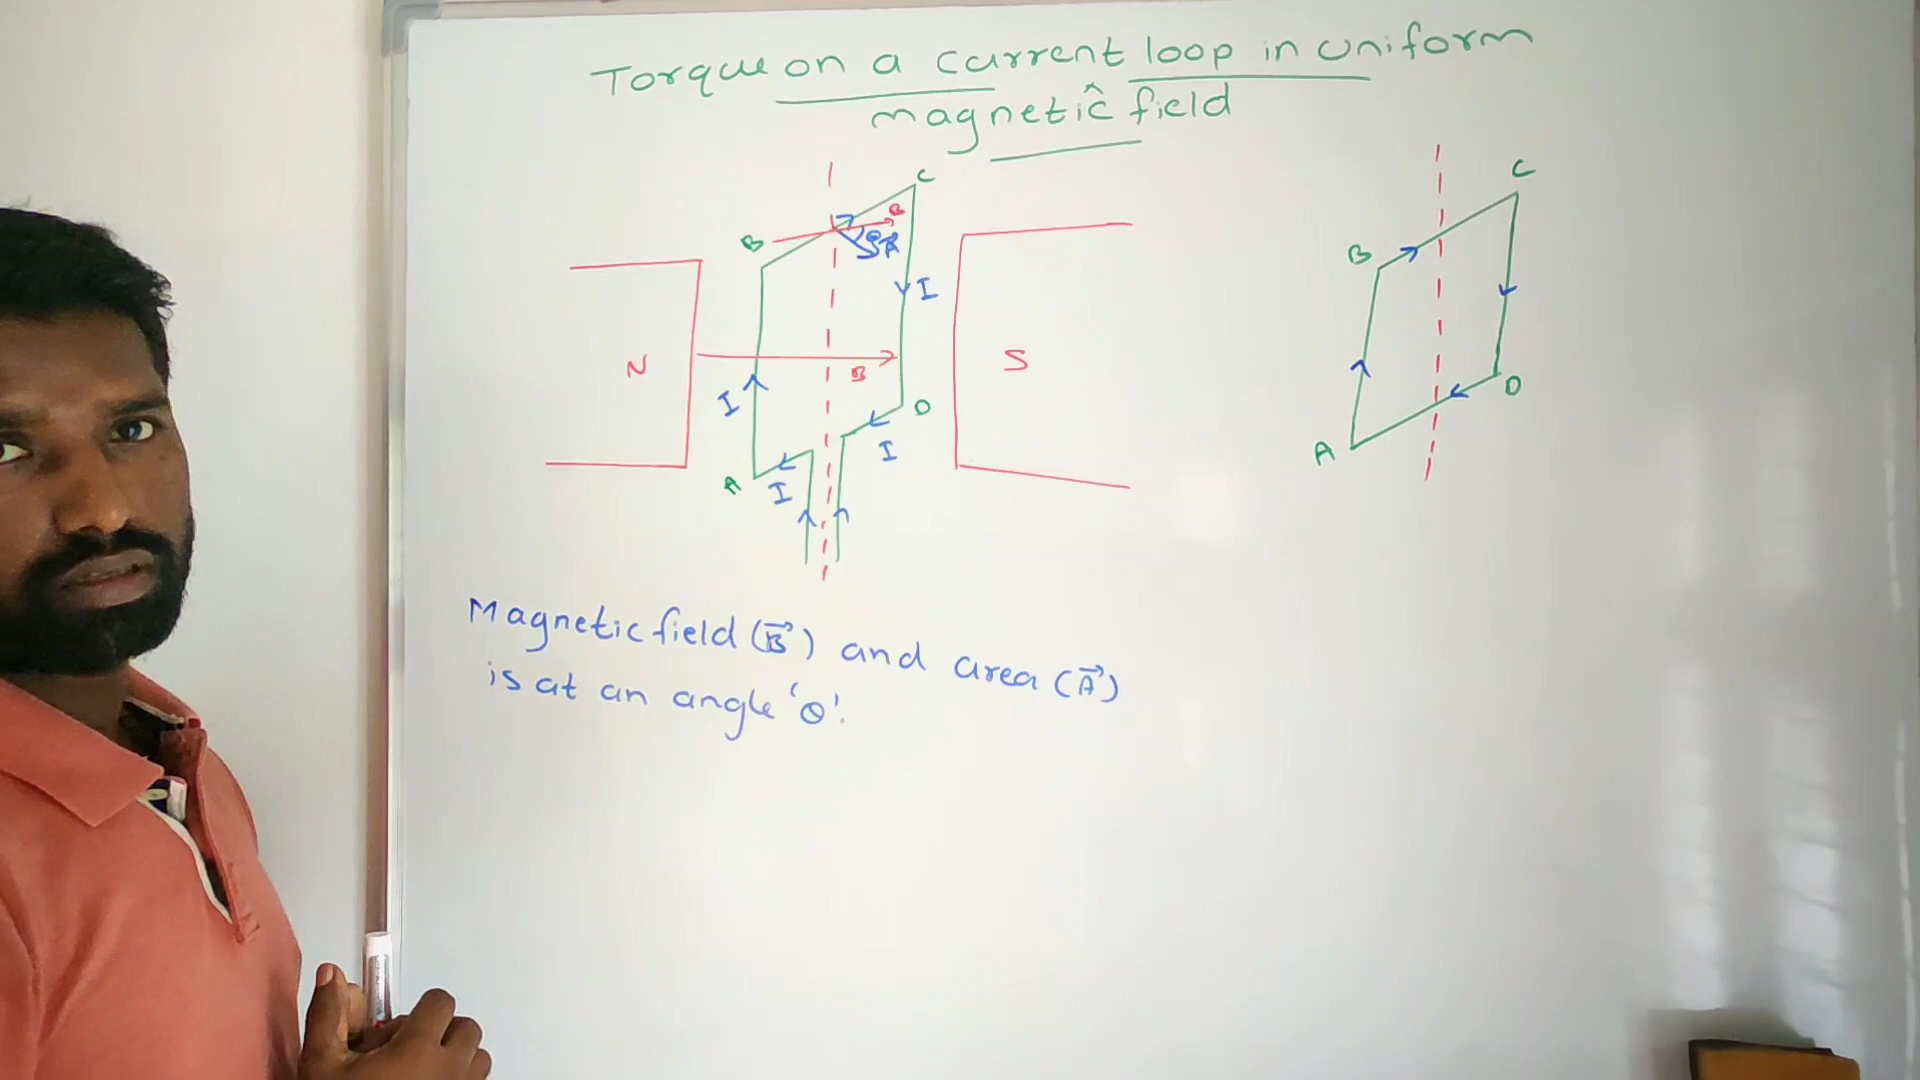 Torque on a current loop in uniform
magnetic field
C
B
B
I
N
B
S
I
D
I
A
I
C
B
D
A
Magnetic field (B⃗) and area (A⃗)
is at an angle 'θ'.